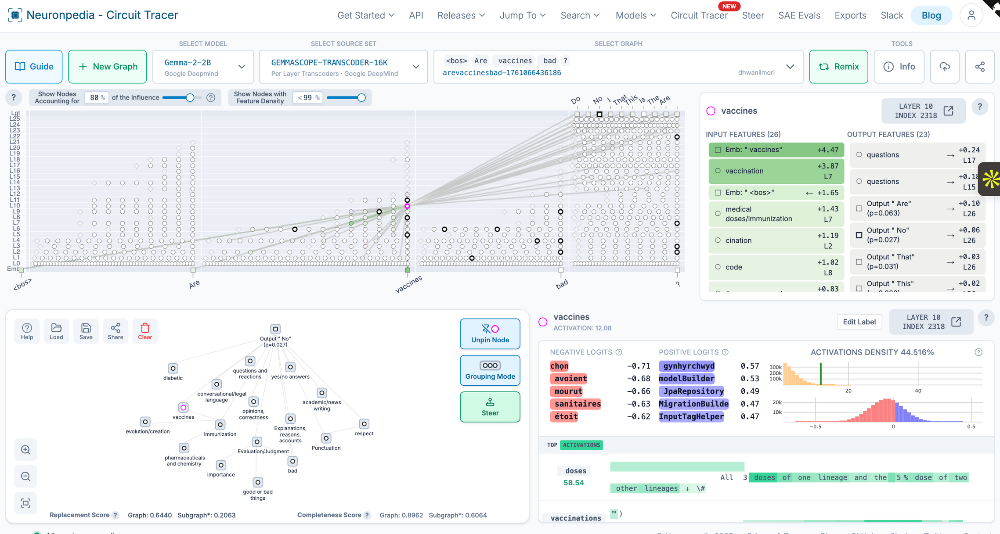 Neuronpedia - Circuit Tracer
Get Started
API
Releases
Jump To
Search
Models
Circuit Tracer
NEW
Steer
SAE Evals
Exports
Slack
Blog
SELECT MODEL
SELECT SOURCE SET
SELECT GRAPH
TOOLS
Guide
New Graph
Gemma-2-2B
Google Deepmind
GEMMASCOPE-TRANSCODER-16K
Per Layer Transcoders · Google DeepMind
<bos> Are vaccines bad ?
arevaccinesbad-1761066436186
dhwanilmori
Remix
Info
?
Show Nodes
Accounting for
80 %
of the Influence
?
Show Nodes with
Feature Density
< 99 %
Do
No
I
That
This
Is
The
Are
Lgt
L25
L24
L23
L22
L21
L20
L19
L18
L17
L16
L15
L14
L13
L12
L11
L10
L9
L8
L7
L6
L5
L4
L3
L2
L1
L0
Emb
<bos>
Are
vaccines
bad
?
vaccines
LAYER 10
INDEX 2318
?
INPUT FEATURES (26)
Emb: " vaccines" +4.47
vaccination +3.87
L7
Emb: " <bos>" ← +1.65
medical
doses/immunization
+1.43
L7
cination +1.19
L2
code +1.02
L8
+0.83
OUTPUT FEATURES (23)
questions → +0.24
L17
questions → +0.18
L15
Output " Are"
(p=0.063)
→ +0.10
L26
Output " No"
(p=0.027)
→ +0.06
L26
Output " That"
(p=0.031)
→ +0.03
L26
Output " This"
→ +0.02
Help
Load
Save
Share
Clear
Output " No"
(p=0.027)
diabetic
questions and
reactions
yes/no answers
conversational/legal
language
academic/news
writing
vaccines
opinions,
correctness
evolution/creation
immunization
Explanations,
reasons,
accounts
respect
Evaluation/Judgment
Punctuation
pharmaceuticals
and chemistry
importance
bad
good or bad
things
Unpin Node
Grouping Mode
Steer
Replacement Score ? Graph: 0.6440 Subgraph*: 0.2063
Completeness Score ? Graph: 0.8962 Subgraph*: 0.6064
vaccines
ACTIVATION: 12.08
Edit Label
LAYER 10
INDEX 2318
?
NEGATIVE LOGITS ?
chọn -0.71
avoient -0.68
mourut -0.66
sanitaires -0.63
étoit -0.62
POSITIVE LOGITS ?
gynhyrchwyd 0.57
modelBuilder 0.53
JpaRepository 0.49
MigrationBuilde 0.47
InputTagHelper 0.47
ACTIVATIONS DENSITY 44.516%
?
300k
200k
100k
20
40
20k
10k
−0.5
0
0.5
TOP ACTIVATIONS
doses
58.54
All 3 doses of one lineage and the 5 % dose of two
other lineages ↓ \#
vaccinations
™ )